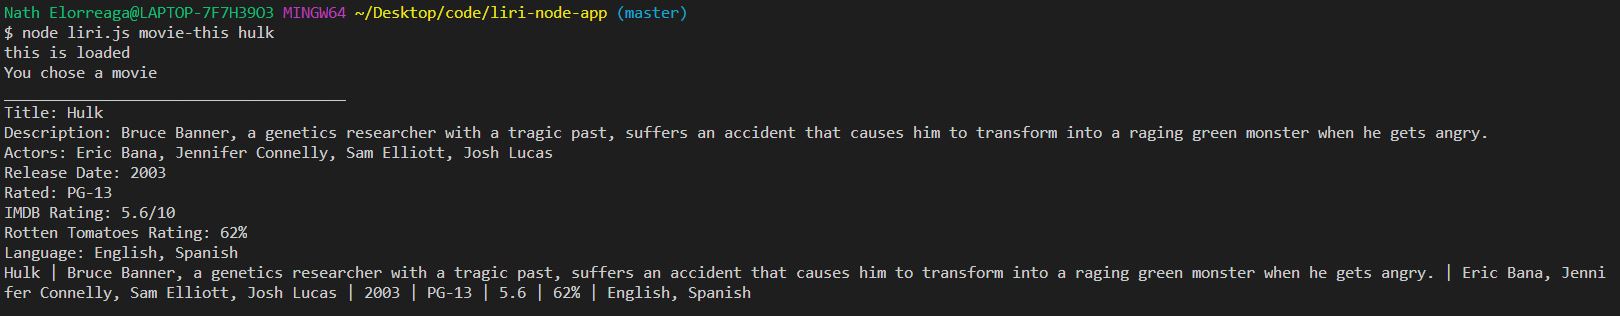 Nath Elorreaga@LAPTOP-7F7H39O3 MINGW64 ~/Desktop/code/liri-node-app (master)
$ node liri.js movie-this hulk
this is loaded
You chose a movie
______________________________________
Title: Hulk
Description: Bruce Banner, a genetics researcher with a tragic past, suffers an accident that causes him to transform into a raging green monster when he gets angry.
Actors: Eric Bana, Jennifer Connelly, Sam Elliott, Josh Lucas
Release Date: 2003
Rated: PG-13
IMDB Rating: 5.6/10
Rotten Tomatoes Rating: 62%
Language: English, Spanish
Hulk | Bruce Banner, a genetics researcher with a tragic past, suffers an accident that causes him to transform into a raging green monster when he gets angry. | Eric Bana, Jenni
fer Connelly, Sam Elliott, Josh Lucas | 2003 | PG-13 | 5.6 | 62% | English, Spanish